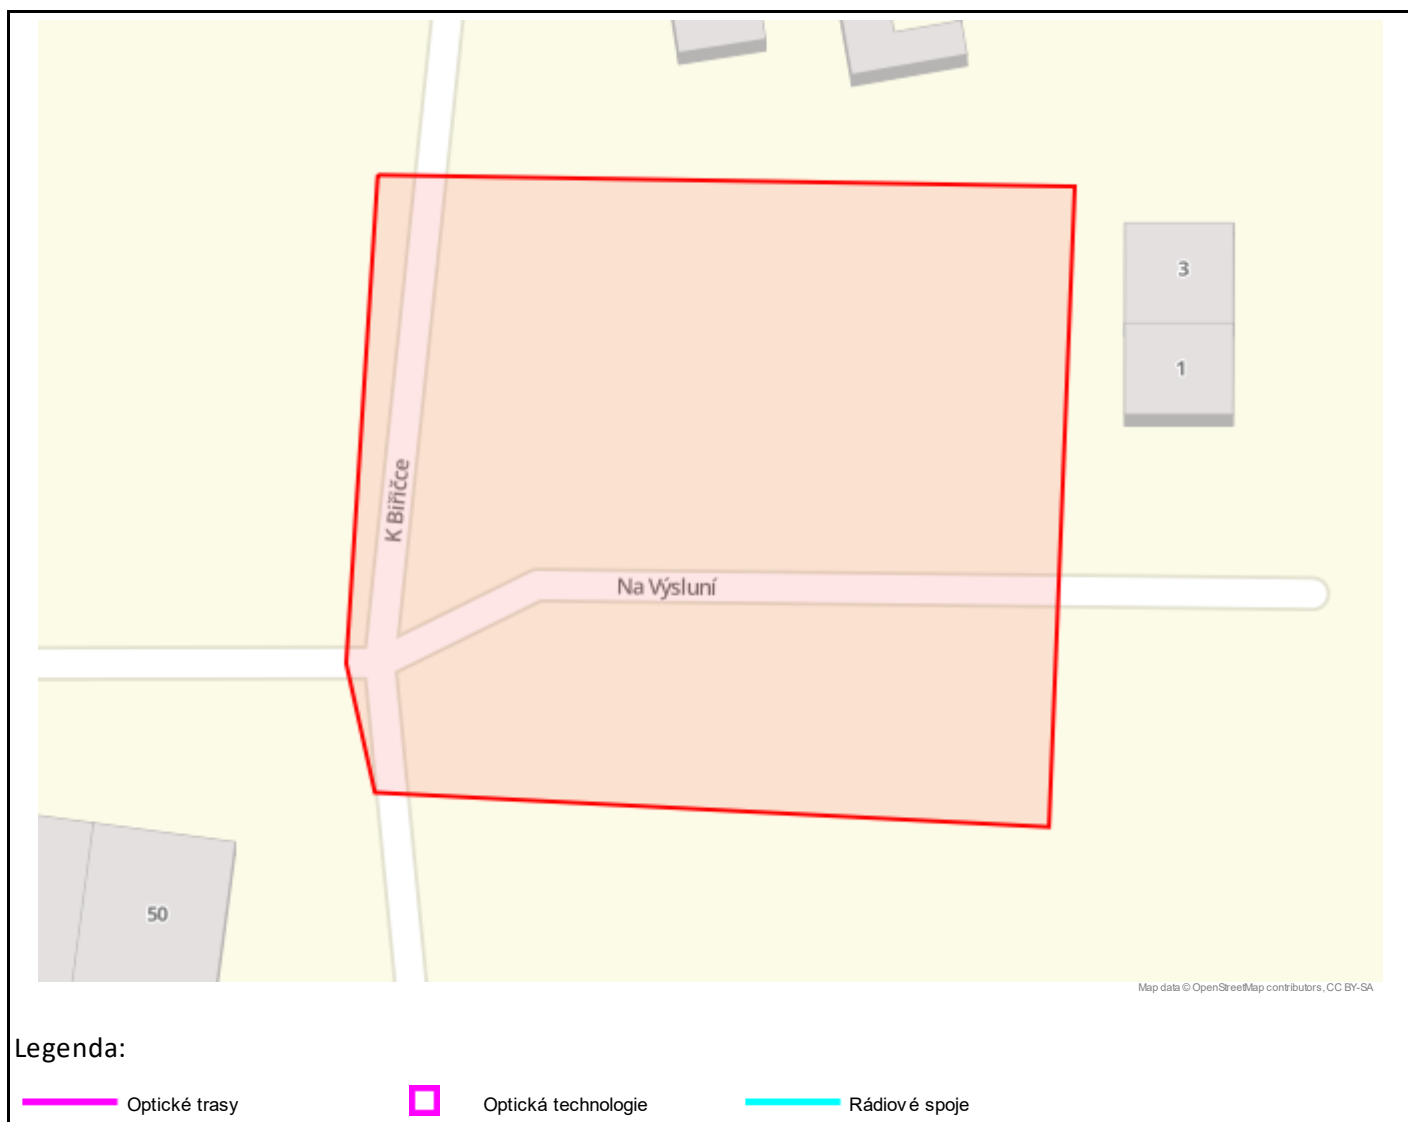 3
1
K Biřičce
Na Výsluní
50
Map data © OpenStreetMap contributors, CC BY-SA
Legenda:
Optické trasy
Optická technologie
Rádiové spoje